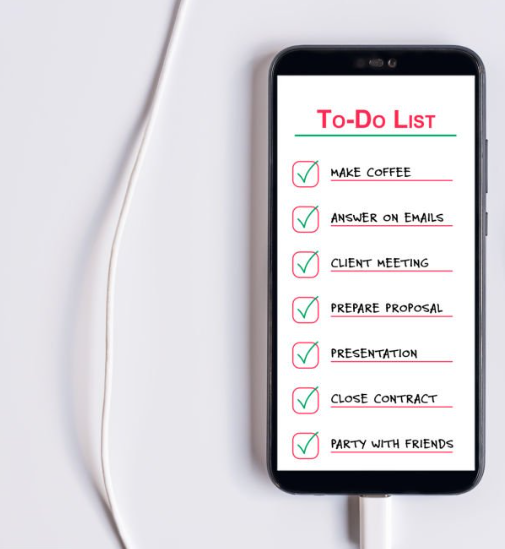 To-Do List
MAKE COFFEE
ANSWER ON EMAILS
CLIENT MEETING
PREPARE PROPOSAL
PRESENTATION
CLOSE CONTRACT
PARTY WITH FRIENDS